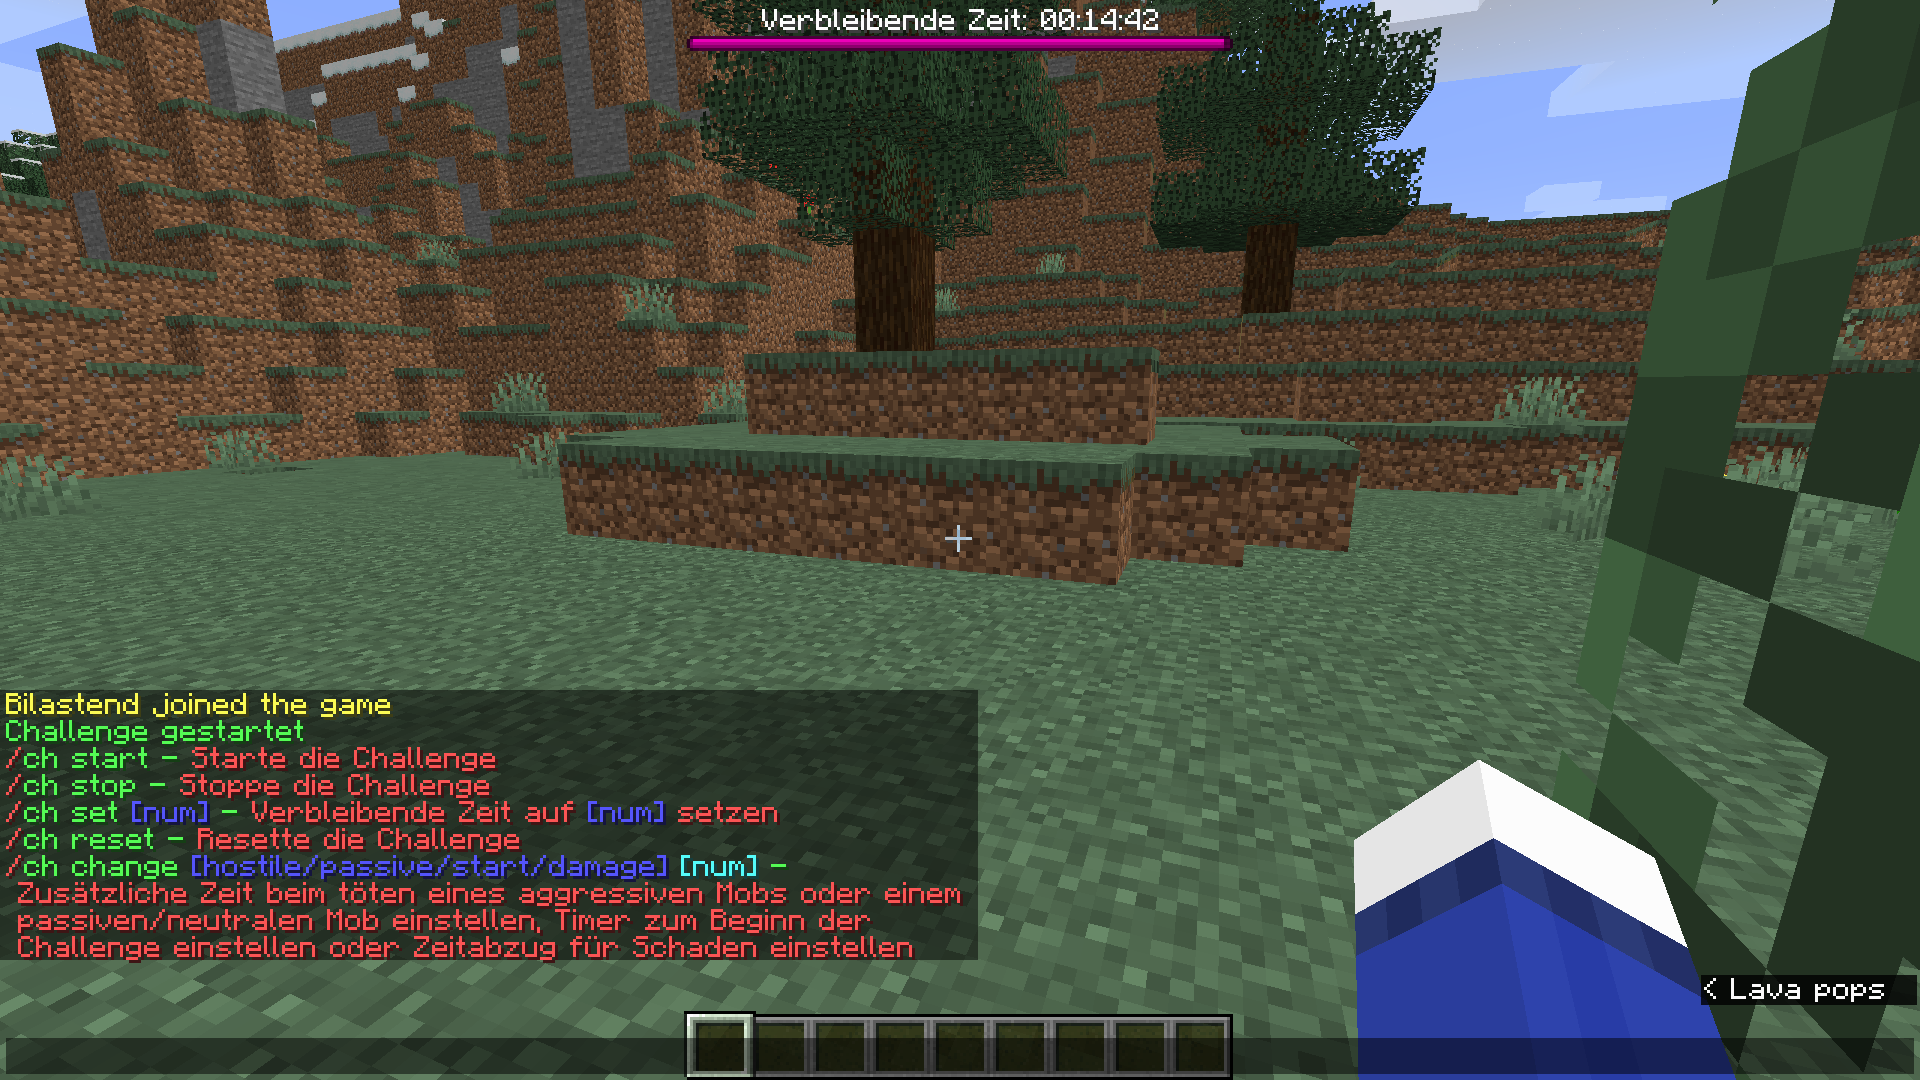 Verbleibende Zeit: 00:14:42
Bilastend joined the game
Challenge gestartet
/ch start - Starte die Challenge
/ch stop - Stoppe die Challenge
/ch set [num] - Verbleibende Zeit auf [num] setzen
/ch reset - Resette die Challenge
/ch change [hostile/passive/start/damage] [num] -
Zusätzliche Zeit beim töten eines aggressiven Mobs oder einem
passiven/neutralen Mob einstellen, Timer zum Beginn der
Challenge einstellen oder Zeitabzug für Schaden einstellen
< Lava pops